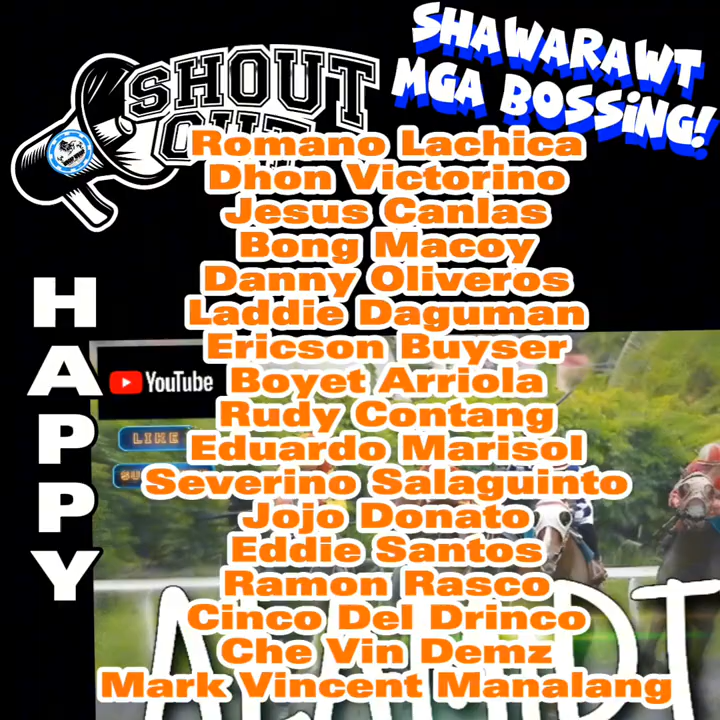 SHOUT
SHAWARAWT
MGA BOSSiNG!
Romano Lachica
Dhon Victorino
Jesus Canlas
Bong Macoy
Danny Oliveros
Laddie Daguman
Ericson Buyser
Boyet Arriola
Rudy Contang
Eduardo Marisol
Severino Salaguinto
Jojo Donato
Eddie Santos
Ramon Rasco
Cinco Del Drinco
Che Vin Demz
Mark Vincent Manalang
HAPPY
YouTube
LIKE